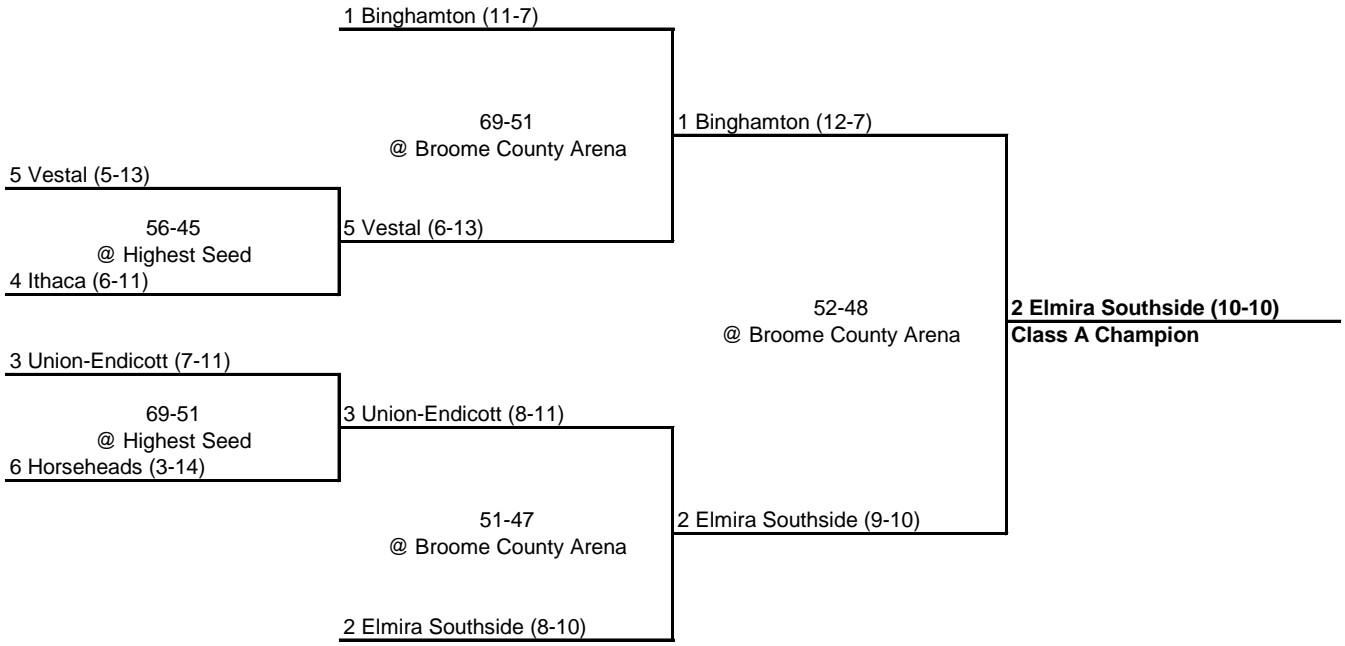 1 Binghamton (11-7)
69-51
@ Broome County Arena
1 Binghamton (12-7)
5 Vestal (5-13)
56-45
@ Highest Seed
5 Vestal (6-13)
4 Ithaca (6-11)
52-48
@ Broome County Arena
2 Elmira Southside (10-10)
Class A Champion
3 Union-Endicott (7-11)
69-51
@ Highest Seed
3 Union-Endicott (8-11)
6 Horseheads (3-14)
51-47
@ Broome County Arena
2 Elmira Southside (9-10)
2 Elmira Southside (8-10)